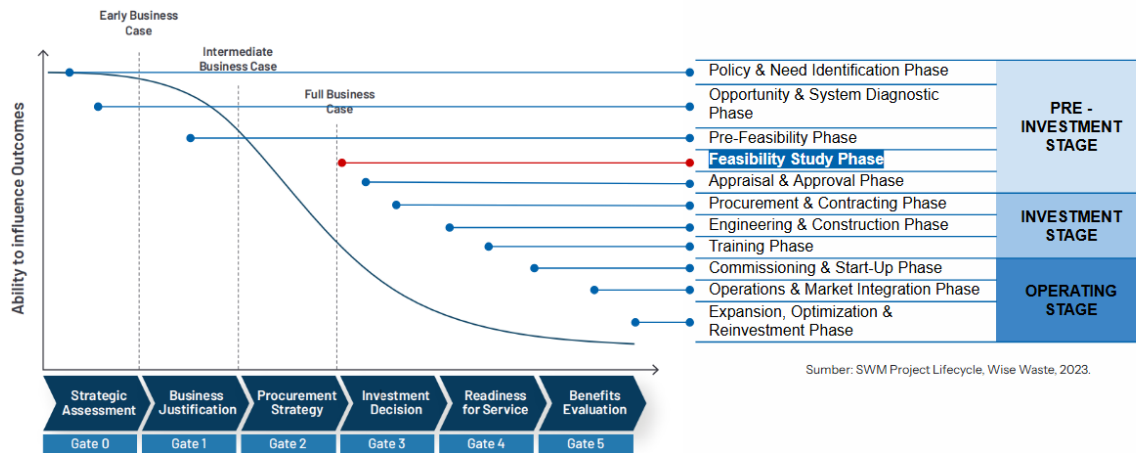 Early Business
Case
Intermediate
Business Case
Full Business
Case
Ability to influence Outcomes
Policy & Need Identification Phase
Opportunity & System Diagnostic
Phase
Pre-Feasibility Phase
Feasibility Study Phase
Appraisal & Approval Phase
Procurement & Contracting Phase
Engineering & Construction Phase
Training Phase
Commissioning & Start-Up Phase
Operations & Market Integration Phase
Expansion, Optimization &
Reinvestment Phase
PRE -
INVESTMENT
STAGE
INVESTMENT
STAGE
OPERATING
STAGE
Sumber: SWM Project Lifecycle, Wise Waste, 2023.
Strategic
Assessment
Business
Justification
Procurement
Strategy
Investment
Decision
Readiness
for Service
Benefits
Evaluation
Gate 0
Gate 1
Gate 2
Gate 3
Gate 4
Gate 5